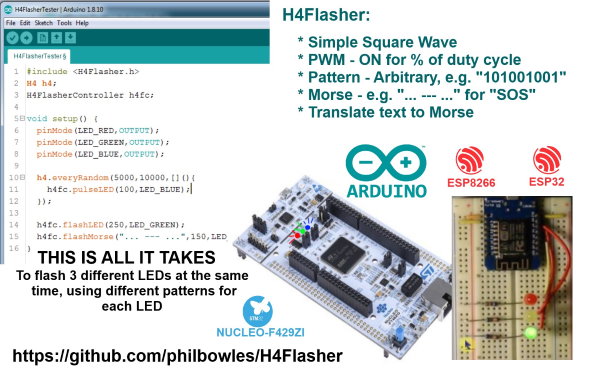 H4FlasherTester | Arduino 1.8.10
File Edit Sketch Tools Help
H4FlasherTester §
1 #include <H4Flasher.h>
2 H4 h4;
3 H4FlasherController h4fc;
4
5 void setup() {
6 pinMode(LED_RED,OUTPUT);
7 pinMode(LED_GREEN,OUTPUT);
8 pinMode(LED_BLUE,OUTPUT);
9
10 h4.everyRandom(5000,10000,[](){
11 h4fc.pulseLED(100,LED_BLUE);
12 });
13
14 h4fc.flashLED(250,LED_GREEN);
15 h4fc.flashMorse("... --- ...",150,LED
16 }
THIS IS ALL IT TAKES
To flash 3 different LEDs at the same
time, using different patterns for
each LED
H4Flasher:
* Simple Square Wave
* PWM - ON for % of duty cycle
* Pattern - Arbitrary, e.g. "101001001"
* Morse - e.g. "... --- ..." for "SOS"
* Translate text to Morse
ARDUINO
ESP8266
ESP32
STM32
NUCLEO-F429ZI
https://github.com/philbowles/H4Flasher